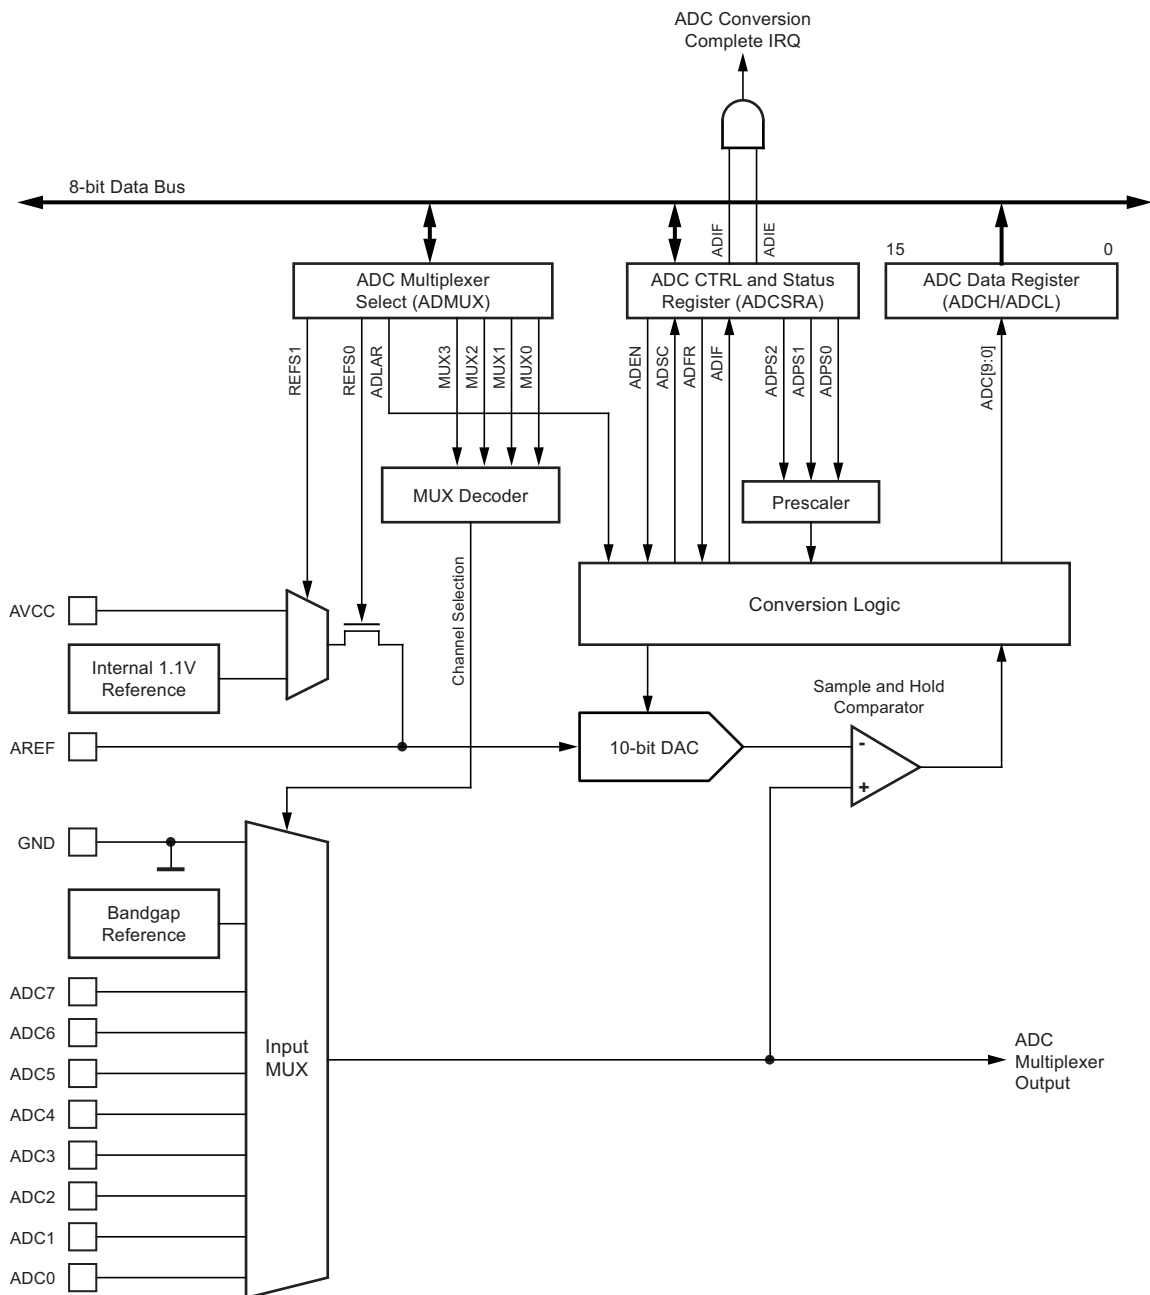 ADC Conversion
Complete IRQ
8-bit Data Bus
ADIF
ADIE
15
0
ADC Multiplexer
Select (ADMUX)
ADC CTRL and Status
Register (ADCSRA)
ADC Data Register
(ADCH/ADCL)
REFS1
REFS0
ADLAR
MUX3
MUX2
MUX1
MUX0
ADEN
ADSC
ADFR
ADIF
ADPS2
ADPS1
ADPS0
ADC[9:0]
MUX Decoder
Prescaler
Channel Selection
Conversion Logic
AVCC
Internal 1.1V
Reference
Sample and Hold
Comparator
AREF
10-bit DAC
-
+
GND
Bandgap
Reference
ADC7
ADC6
ADC5
ADC4
ADC3
ADC2
ADC1
ADC0
Input
MUX
ADC
Multiplexer
Output